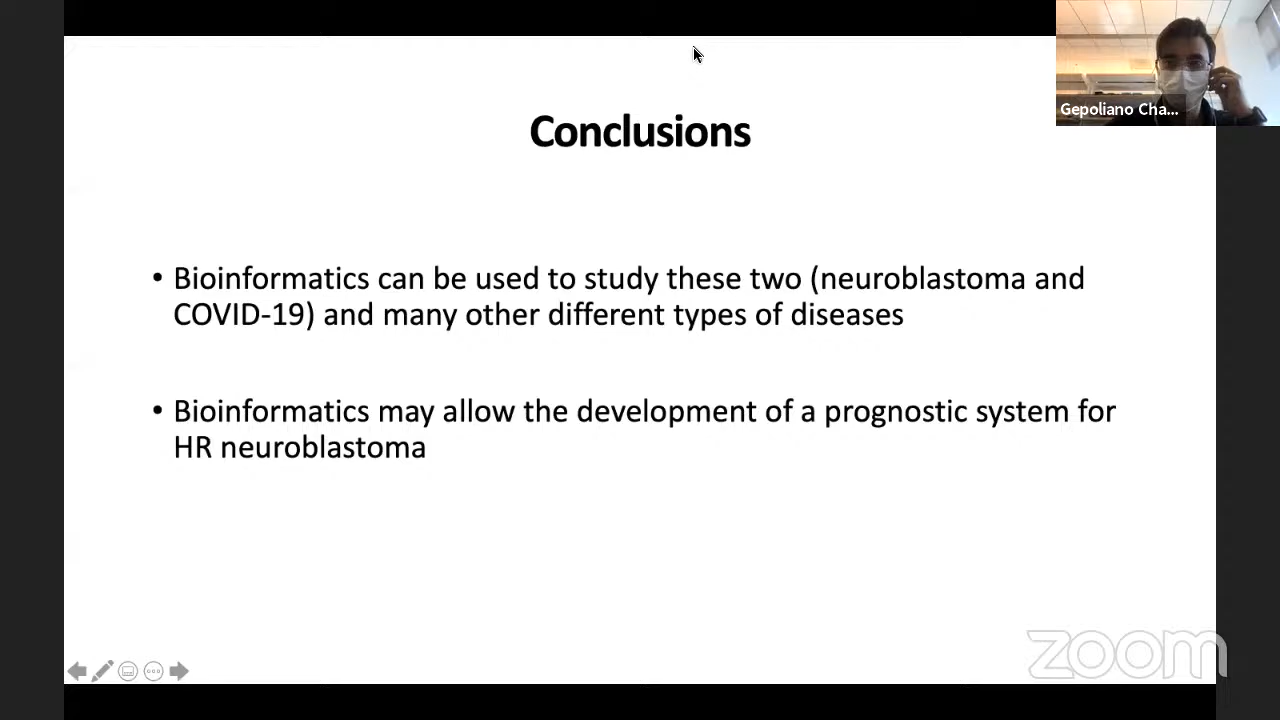 Gepoliano Cha...
Conclusions
• Bioinformatics can be used to study these two (neuroblastoma and
COVID-19) and many other different types of diseases
• Bioinformatics may allow the development of a prognostic system for
HR neuroblastoma
zoom